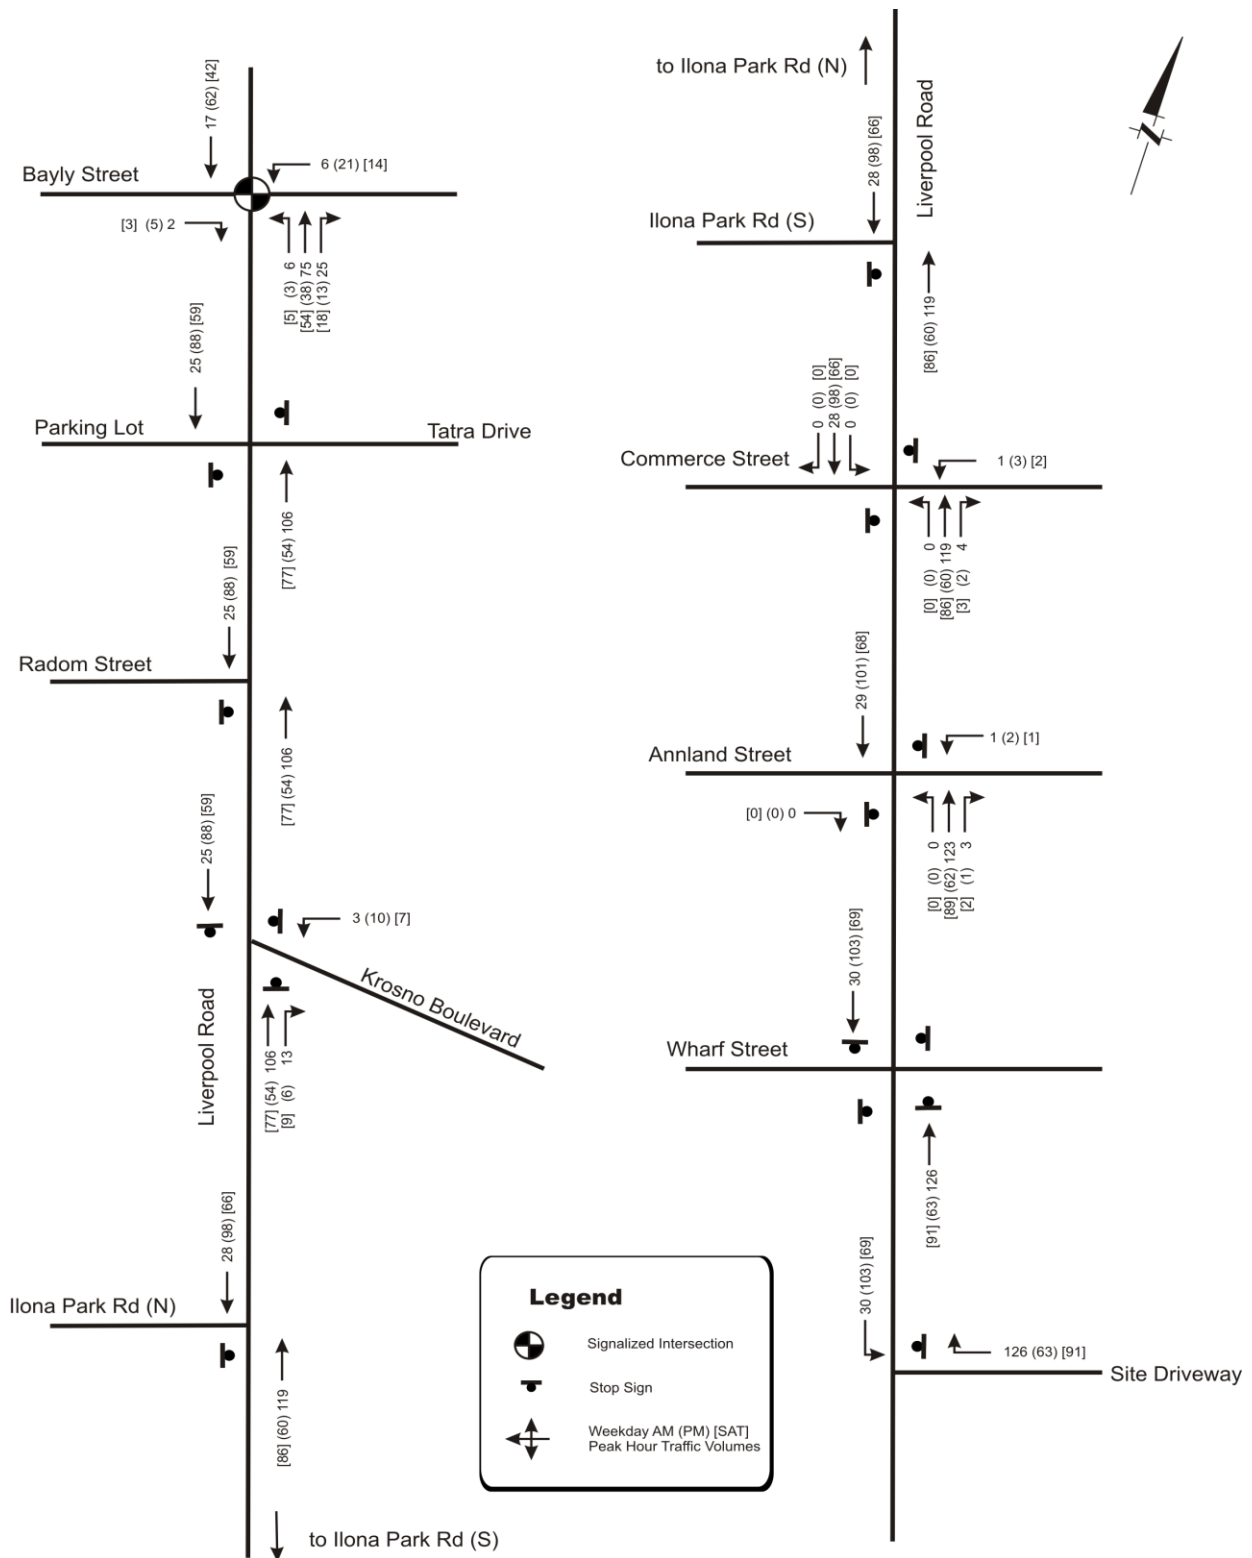 to Ilona Park Rd (N)
Liverpool Road
N
17 (62) [42]
6 (21) [14]
Bayly Street
[3] (5) 2
[5] (3) 6
[54] (38) 75
[18] (13) 25
25 (88) [59]
Parking Lot
Tatra Drive
[77] (54) 106
25 (88) [59]
Radom Street
[77] (54) 106
25 (88) [59]
3 (10) [7]
Krosno Boulevard
Liverpool Road
[77] (54) 106
[9] (6) 13
28 (98) [66]
Ilona Park Rd (N)
[86] (60) 119
to Ilona Park Rd (S)
28 (98) [66]
Ilona Park Rd (S)
[86] (60) 119
0 (0) [0]
28 (98) [66]
0 (0) [0]
Commerce Street
1 (3) [2]
[0] (0) 0
[86] (60) 119
[3] (2) 4
29 (101) [68]
Annland Street
1 (2) [1]
[0] (0) 0
[0] (0) 0
[89] (62) 123
[2] (1) 3
30 (103) [69]
Wharf Street
[91] (63) 126
30 (103) [69]
126 (63) [91]
Site Driveway
Legend
Signalized Intersection
Stop Sign
Weekday AM (PM) [SAT]
Peak Hour Traffic Volumes